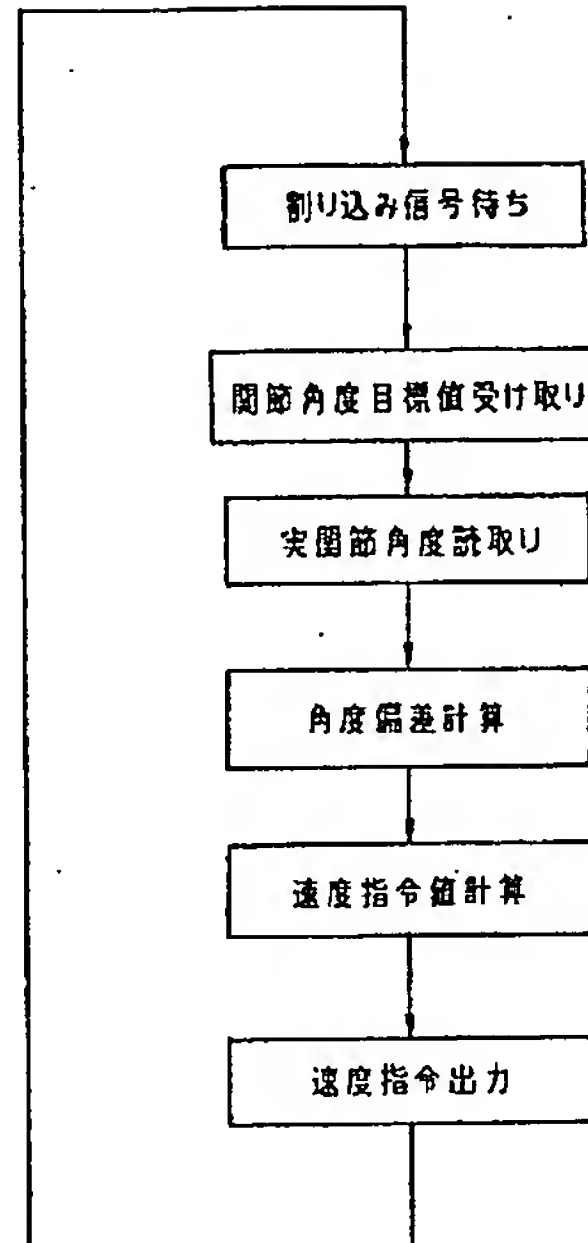 割り込み信号待ち
関節角度目標値受け取り
実関節角度読取り
角度偏差計算
速度指令値計算
速度指令出力